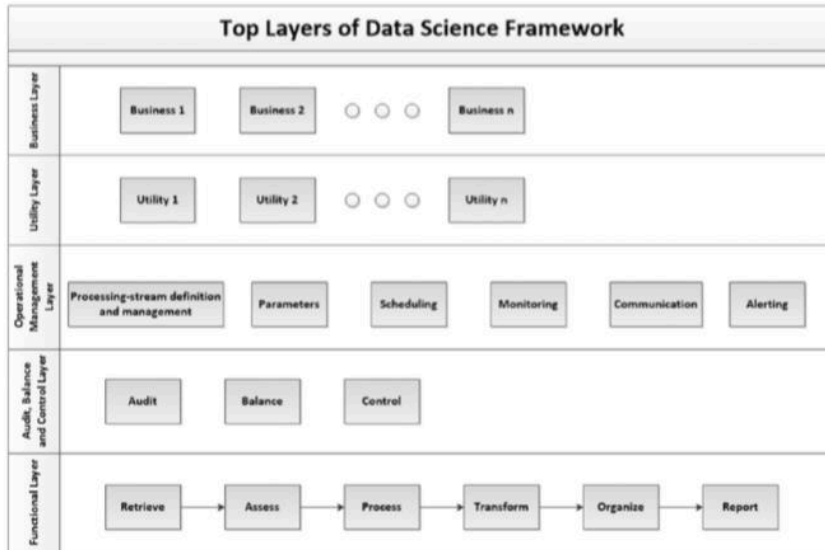 Top Layers of Data Science Framework
Business Layer
Business 1
Business 2
Business n
Utility Layer
Utility 1
Utility 2
Utility n
Operational
Management
Layer
Processing-stream definition
and management
Parameters
Scheduling
Monitoring
Communication
Alerting
Audit, Balance
and Control Layer
Audit
Balance
Control
Functional Layer
Retrieve
Assess
Process
Transform
Organize
Report